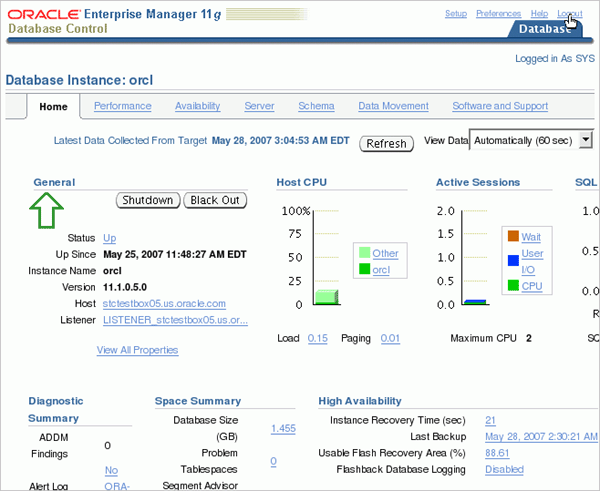 ORACLE Enterprise Manager 11g
Database Control
Setup Preferences Help Logout
Database
Logged in As SYS
Database Instance: orcl
Home Performance Availability Server Schema Data Movement Software and Support
Latest Data Collected From Target May 28, 2007 3:04:53 AM EDT Refresh View Data Automatically (60 sec)
General
Shutdown Black Out
Status Up
Up Since May 25, 2007 11:48:27 AM EDT
Instance Name orcl
Version 11.1.0.5.0
Host stctestbox05.us.oracle.com
Listener LISTENER_stctestbox05.us.or...
View All Properties
Host CPU
100%
75
50
25
0
Other
orcl
Load 0.15 Paging 0.01
Active Sessions
2.0
1.5
1.0
0.5
0.0
Wait
User
I/O
CPU
Maximum CPU 2
SQL
1.0
0.5
0.0
R
SC
Diagnostic
Summary
ADDM
Findings 0
No
Alert Log ORA-
Space Summary
Database Size
(GB) 1.455
Problem
Tablespaces 0
Segment Advisor
High Availability
Instance Recovery Time (sec) 21
Last Backup May 28, 2007 2:30:21 AM
Usable Flash Recovery Area (%) 88.61
Flashback Database Logging Disabled